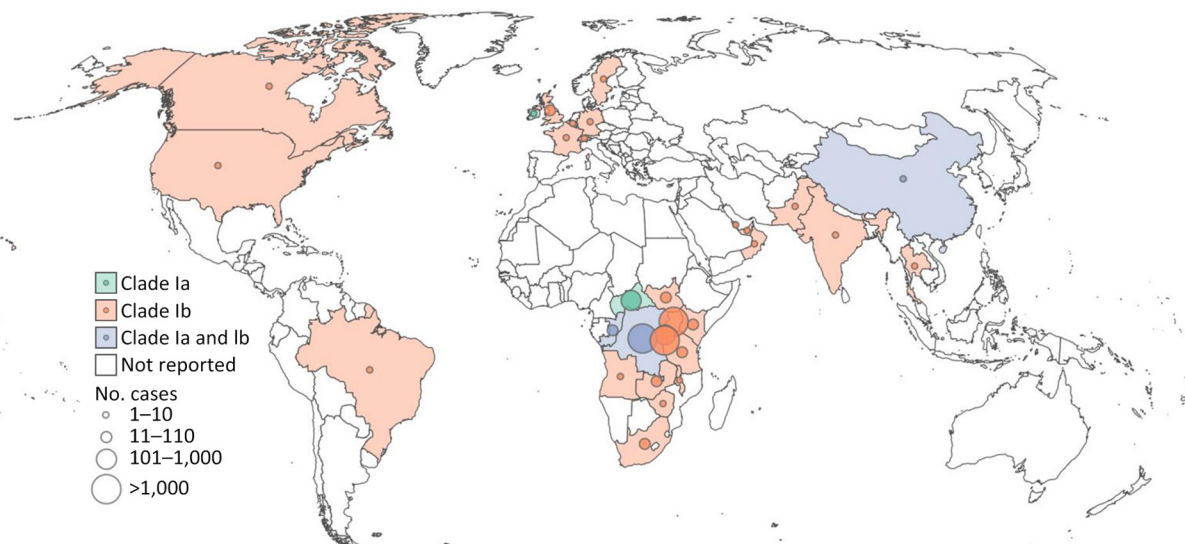 Clade Ia
Clade Ib
Clade Ia and Ib
Not reported
No. cases
1–10
11–110
101–1,000
>1,000